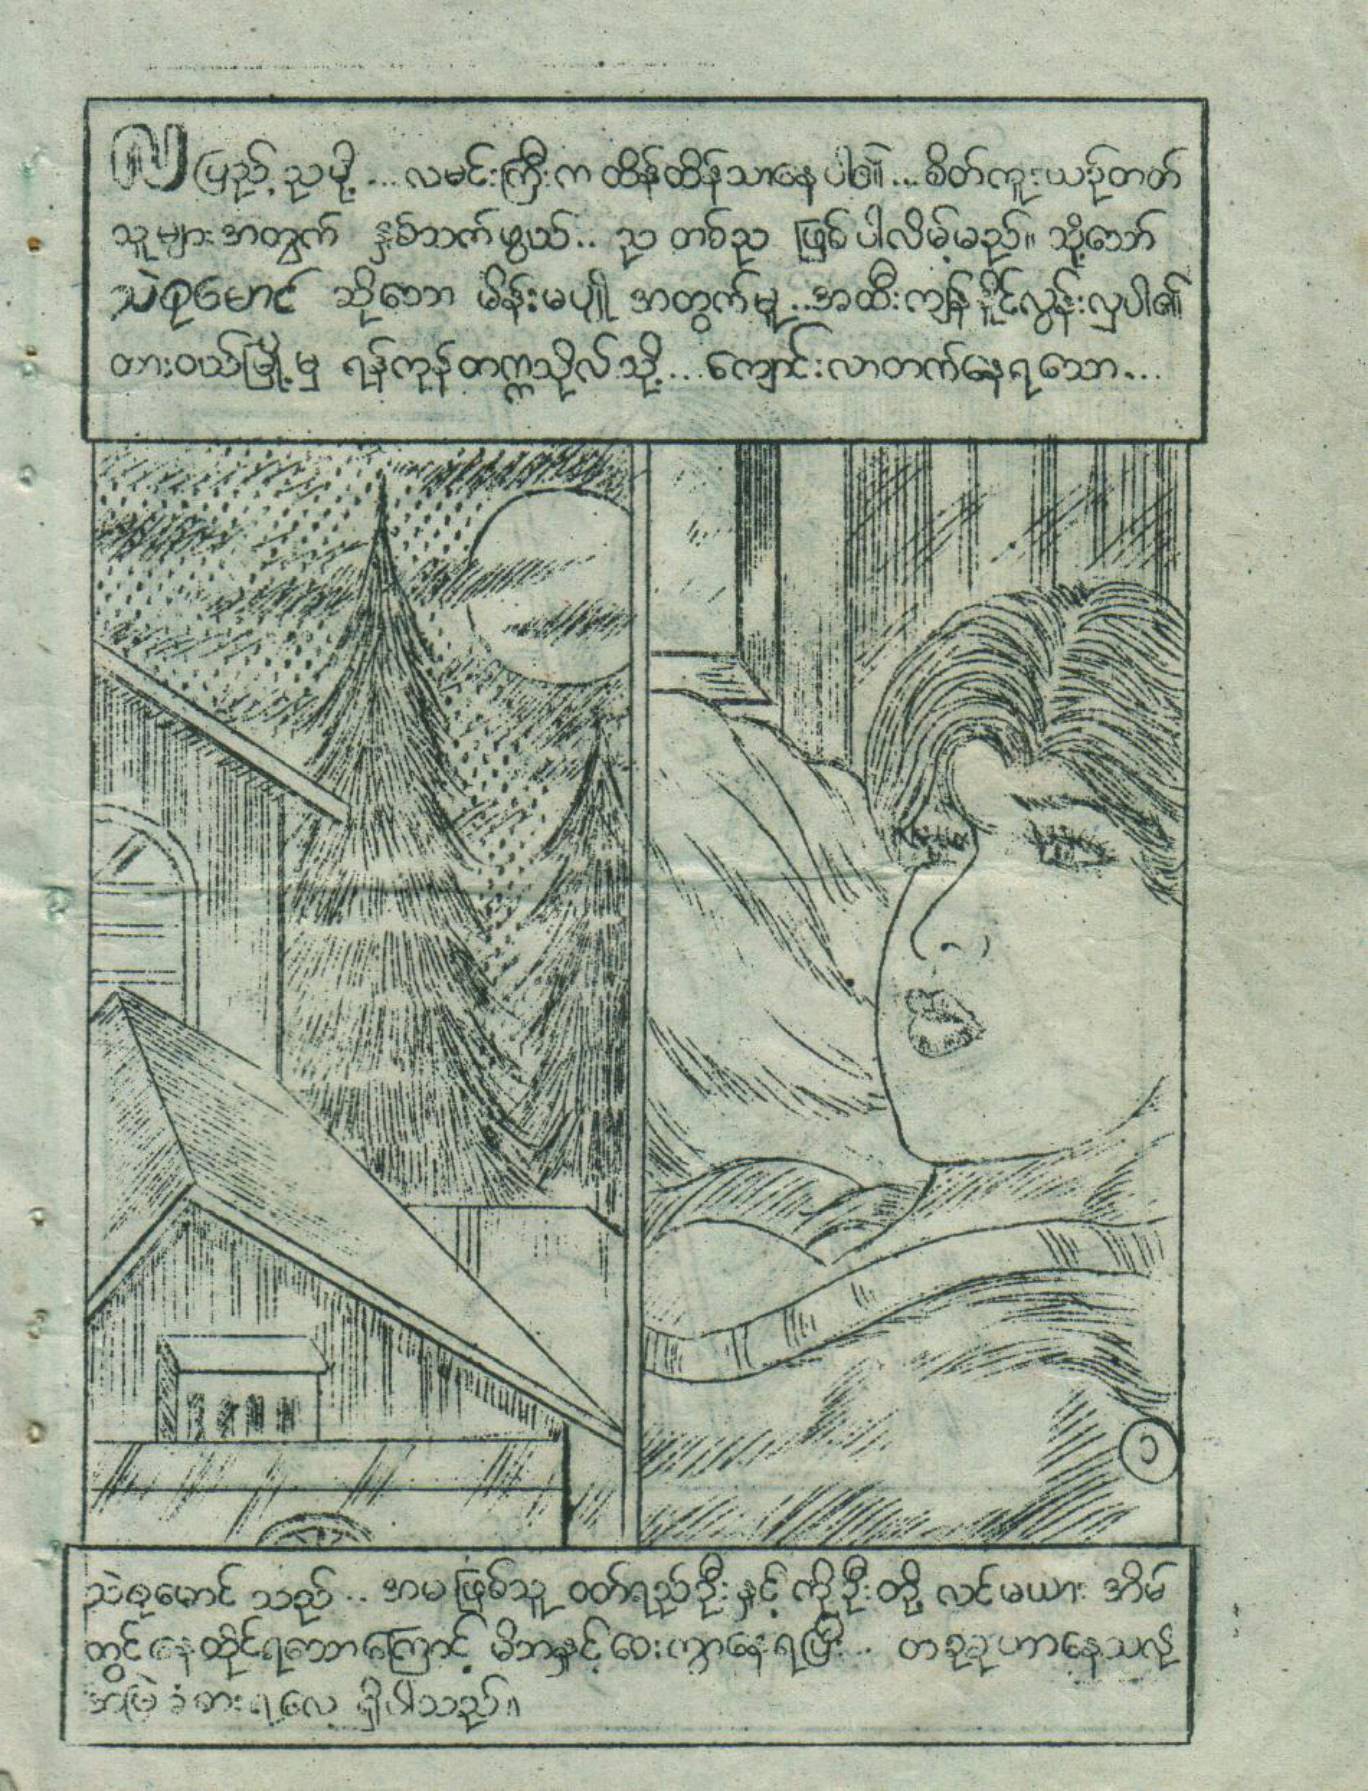 လပြည့်ညမို့ ... လမင်းကြီးက ထိန်ထိန်သာနေပါ၏ ... စိတ်ကူးယဉ်တတ်
သူများအတွက် နှစ်သက်ဖွယ် .. ည တစ်ည ဖြစ်ပါလိမ့်မည်။ သို့သော်
သဲစုမောင် ဆိုသော မိန်းမပျို အတွက်မူ .. အထီးကျန်နိုင်လွန်းလှပါ၏
ထားဝယ်မြို့မှ ရန်ကုန်တက္ကသိုလ်သို့ ... ကျောင်းလာတက်နေရသော ...
၁
သဲစုမောင် သည် .. အမဖြစ်သူ ဝတ်ရည်ဦးနှင့် ကိုဦးတို့ လင်မယား အိမ်
တွင်နေထိုင်ရသောကြောင့် မိဘနှင့်ဝေးကွာနေရပြီး .. တခုခုဟာနေသလို
အမြဲ ခံစားရလေ့ ရှိပါသည်။